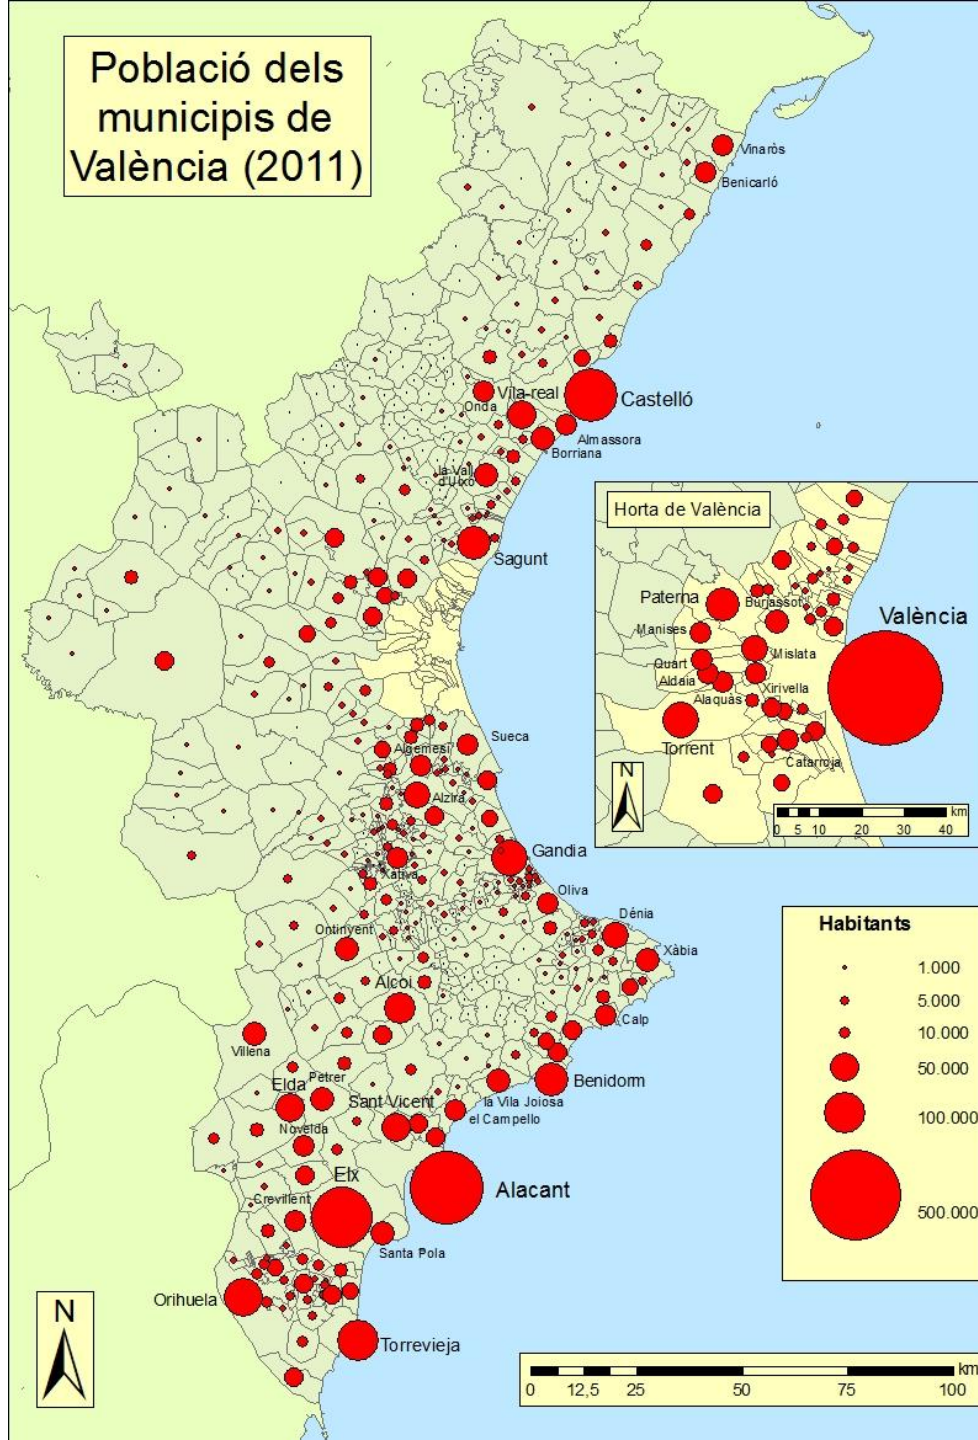 Població dels
municipis de
València (2011)
Vinaròs
Benicarló
Vila-real
Onda
Castelló
Almassora
Borriana
la Vall
d'Uixó
Sagunt
Horta de València
Paterna
Burjassot
València
Manises
Mislata
Quart
Aldaia
Xirivella
Alaquàs
Torrent
Catarroja
N
km
0 5 10 20 30 40
Sueca
Algemesí
Alzira
Gandia
Xàtiva
Oliva
Dénia
Ontinyent
Xàbia
Alcoi
Calp
Villena
Benidorm
Elda
Petrer
la Vila Joiosa
Sant Vicent
el Campello
Novelda
Elx
Alacant
Crevillent
Santa Pola
Orihuela
Torrevieja
Habitants
1.000
5.000
10.000
50.000
100.000
500.000
N
km
0 12,5 25 50 75 100